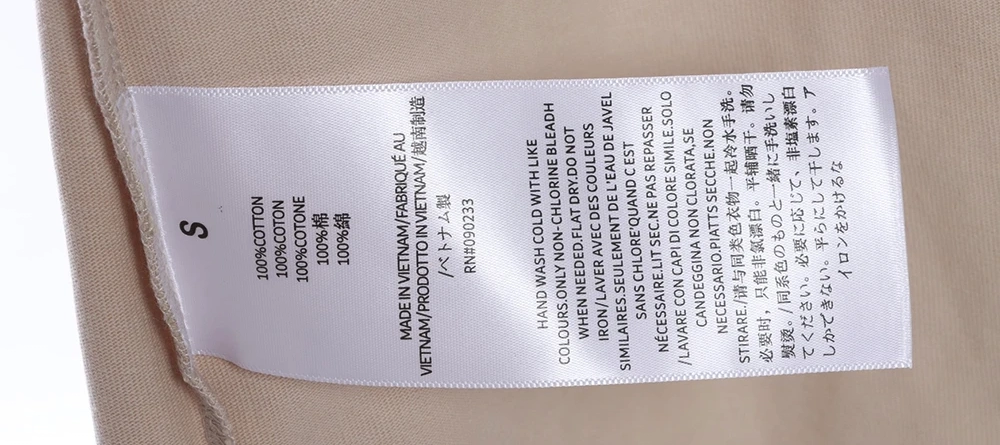 S
100%COTTON
100%COTON
100%COTONE
100%棉
100%綿
MADE IN VIETNAM/FABRIQUÉ AU
VIETNAM/PRODOTTO IN VIETNAM/越南制造
/ベトナム製
RN#090233
HAND WASH COLD WITH LIKE
COLOURS.ONLY NON-CHLORINE BLEADH
WHEN NEEDED.FLAT DRY.DO NOT
IRON/LAVER AVEC DES COULEURS
SIMILAIRES.SEULEMENT DE L'EAU DE JAVEL
SANS CHLORE'QUAND C EST
NÉCESSAIRE.LIT SEC.NE PAS REPASSER
/LAVARE CON CAPI DI COLORE SIMILE.SOLO
CANDEGGINA NON CLORATA,SE
NECESSARIO.PIATTS SECCHE.NON
STIRARE/请与同类色衣物一起冷水手洗。
必要时，只能非氯漂白。平辅晒干。请勿
熨烫。/同系色のものと一緒に手洗いし
てください。必要に応じて、非塩素漂白
しかできない。平らにして干します。ア
イロンをかけるな